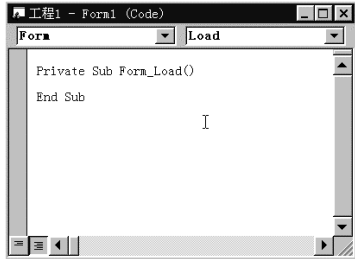 工程1 - Form1 (Code)
Form Load
Private Sub Form_Load()
End Sub